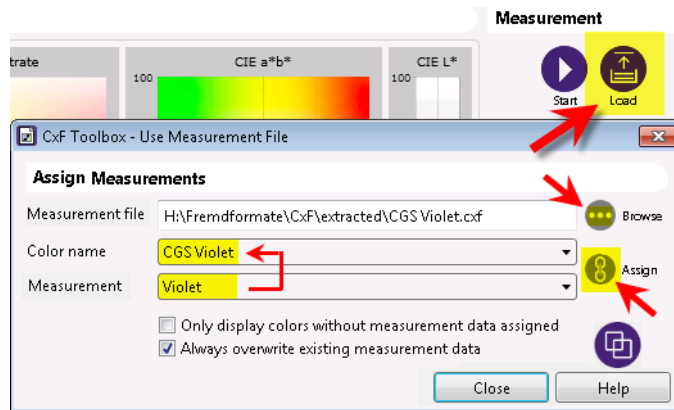 Measurement
trate
CIE a*b*
CIE L*
100
100
Start
Load
CxF Toolbox - Use Measurement File
Assign Measurements
Measurement file
H:\Fremdformate\CxF\extracted\CGS Violet.cxf
Browse
Color name
CGS Violet
Assign
Measurement
Violet
Only display colors without measurement data assigned
Always overwrite existing measurement data
Close
Help